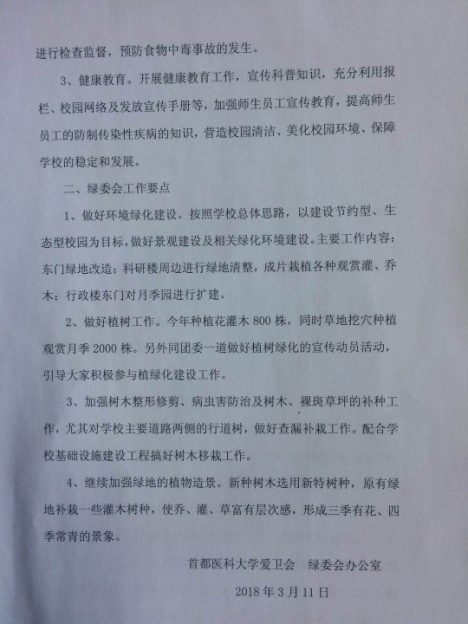 进行检查监督，预防食物中毒事故的发生。
3、健康教育。开展健康教育工作，宣传科普知识，充分利用报
栏、校园网络及发放宣传手册等，加强师生员工宣传教育，提高师生
员工的防制传染性疾病的知识，营造校园清洁、美化校园环境、保障
学校的稳定和发展。
二、绿委会工作要点
1、做好环境绿化建设。按照学校总体思路，以建设节约型、生
态型校园为目标，做好景观建设及相关绿化环境建设。主要工作内容：
东门绿地改造；科研楼周边进行绿地清整，成片栽植各种观赏灌、乔
木；行政楼东门对月季园进行扩建。
2、做好植树工作。今年种植花灌木 800 株，同时草地挖穴种植
观赏月季 2000 株。另外同团委一道做好植树绿化的宣传动员活动，
引导大家积极参与植绿化建设工作。
3、加强树木整形修剪、病虫害防治及树木、裸斑草坪的补种工
作，尤其对学校主要道路两侧的行道树，做好查漏补栽工作。配合学
校基础设施建设工程搞好树木移栽工作。
4、继续加强绿地的植物造景。新种树木选用新特树种，原有绿
地补栽一些灌木树种，使乔、灌、草富有层次感，形成三季有花、四
季常青的景象。
首都医科大学爱卫会 绿委会办公室
2018 年 3 月 11 日